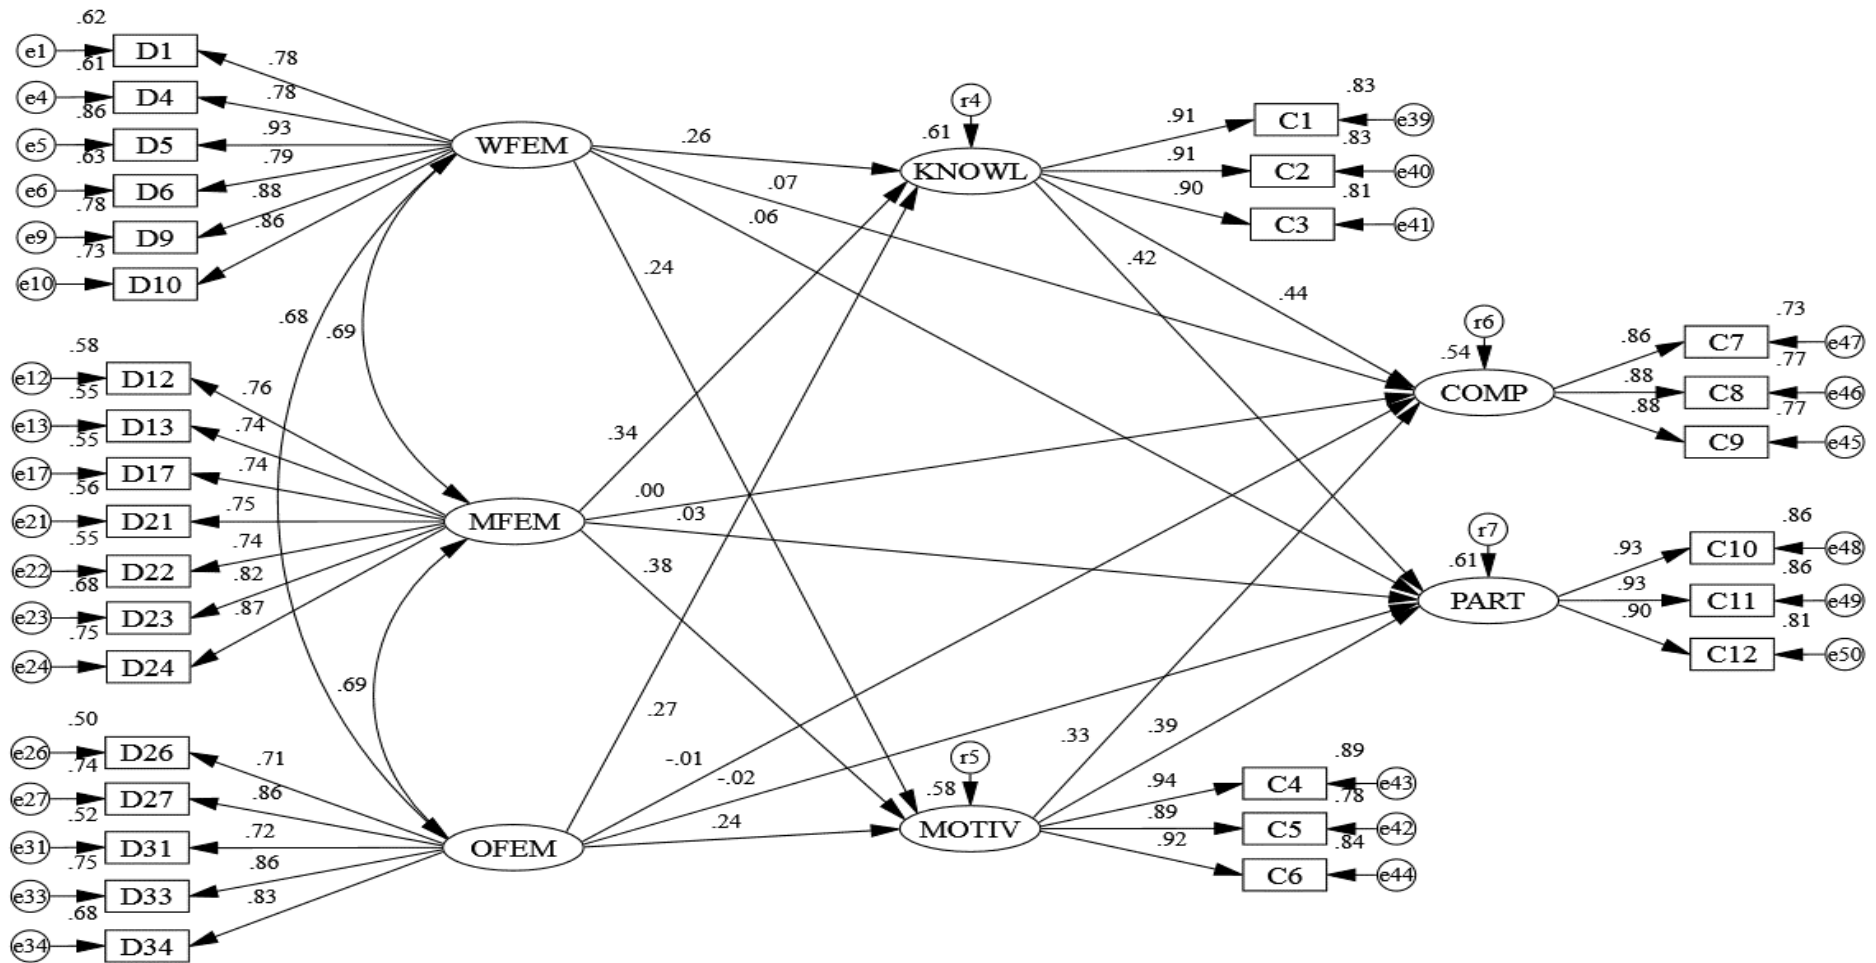 .62
e1 D1 .78
.61
e4 D4 .78
.86
e5 D5 .93
.63
e6 D6 .79
.78
e9 D9 .88
.73
e10 D10 .86
WFEM
.68
.69
.58
e12 D12 .76
.55
e13 D13 .74
.55
e17 D17 .74
.56
e21 D21 .75
.55
e22 D22 .74
.68
e23 D23 .82
.75
e24 D24 .87
MFEM
.69
.50
e26 D26 .71
.74
e27 D27 .86
.52
e31 D31 .72
.75
e33 D33 .86
.68
e34 D34 .83
OFEM
.26
.07
.06
.24
.34
.00
.03
.38
.27
-.01
-.02
.24
r4
.61
KNOWL
.42
.44
.83
.91 C1 e39
.83
.91 C2 e40
.81
.90 C3 e41
r6
.54
COMP
.73
.86 C7 e47
.77
.88 C8 e46
.77
.88 C9 e45
r7
.61
PART
.86
.93 C10 e48
.86
.93 C11 e49
.81
.90 C12 e50
r5
.58
MOTIV
.33
.39
.89
.94 C4 e43
.78
.89 C5 e42
.84
.92 C6 e44